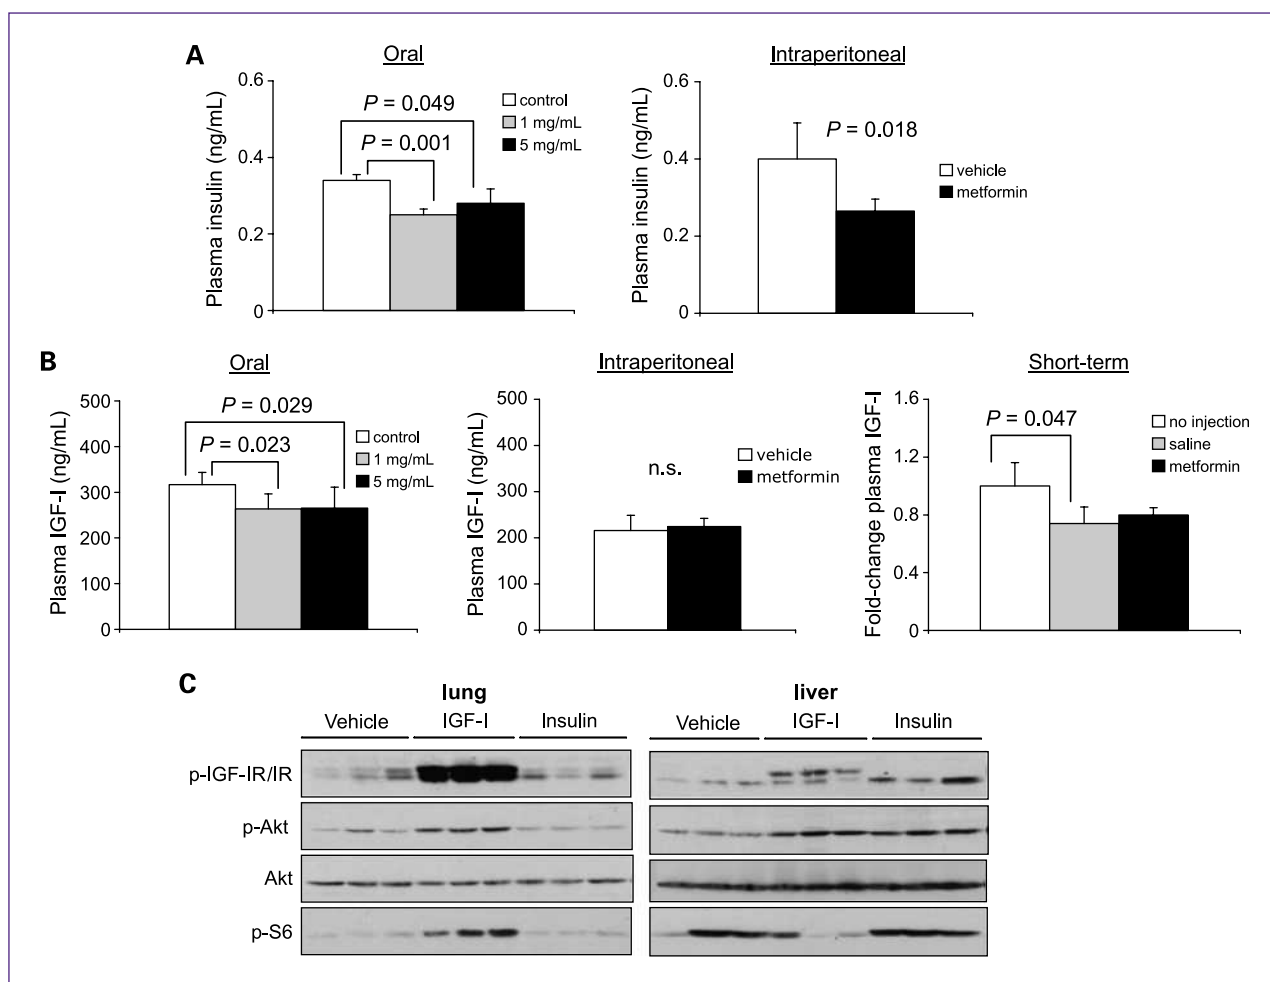 A
Oral
Plasma insulin (ng/mL)
0.6
0.4
0.2
0
P = 0.049
P = 0.001
control
1 mg/mL
5 mg/mL
Intraperitoneal
Plasma insulin (ng/mL)
0.6
0.4
0.2
0
P = 0.018
vehicle
metformin
B
Oral
Plasma IGF-I (ng/mL)
500
400
300
200
100
0
P = 0.029
P = 0.023
control
1 mg/mL
5 mg/mL
Intraperitoneal
Plasma IGF-I (ng/mL)
500
400
300
200
100
0
n.s.
vehicle
metformin
Short-term
Fold-change plasma IGF-I
1.6
1.2
0.8
0.4
0
P = 0.047
no injection
saline
metformin
C
lung
Vehicle IGF-I Insulin
liver
Vehicle IGF-I Insulin
p-IGF-IR/IR
p-Akt
Akt
p-S6